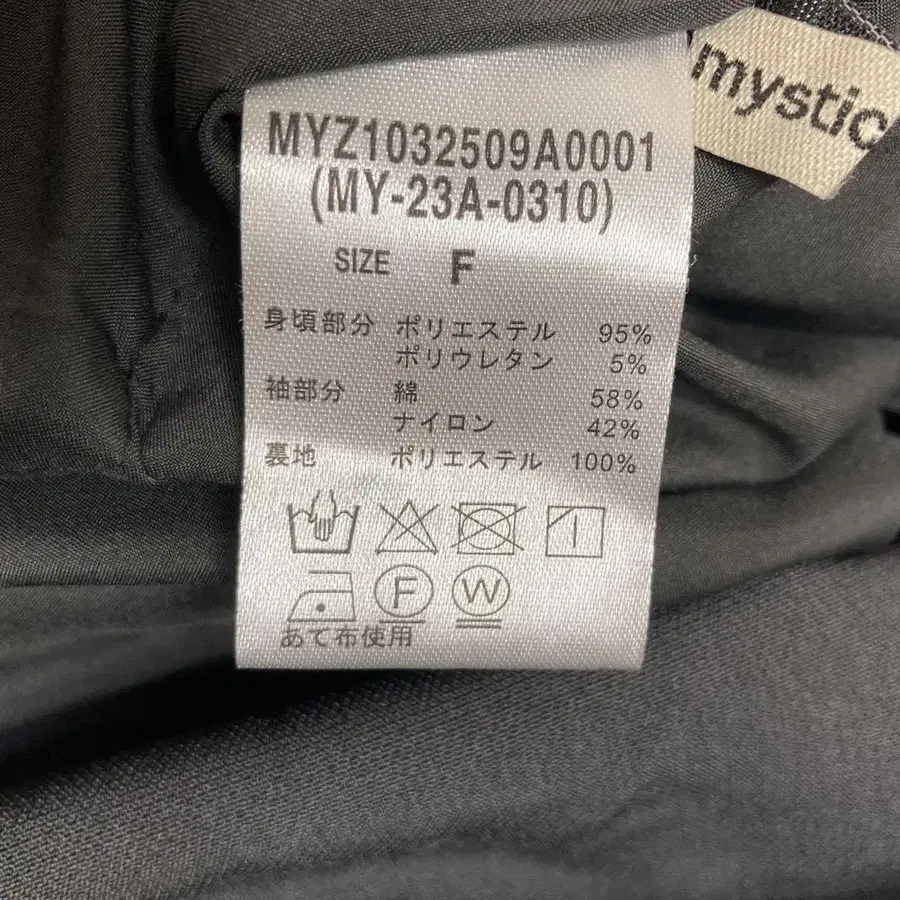 mystic
MYZ1032509A0001
(MY-23A-0310)
SIZE F
身頃部分 ポリエステル 95%
ポリウレタン 5%
袖部分 綿 58%
ナイロン 42%
裏地 ポリエステル 100%
F W
あて布使用